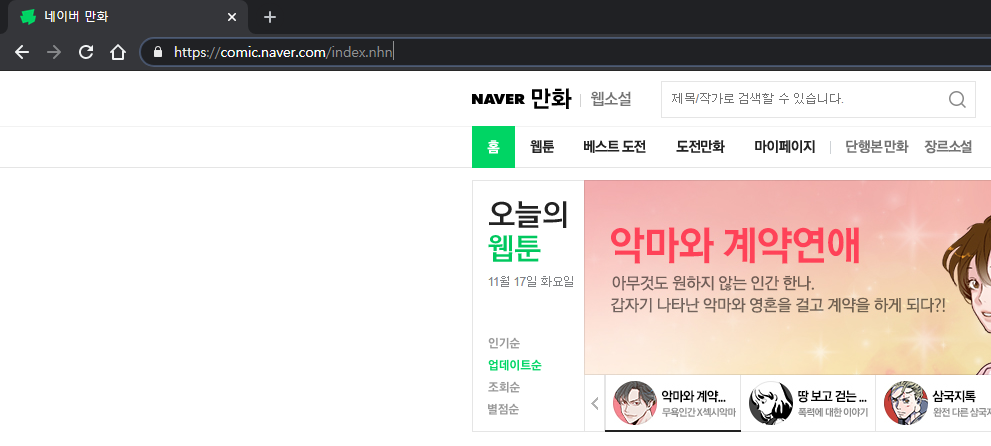 네이버 만화
https://comic.naver.com/index.nhn
NAVER 만화 웹소설
제목/작가로 검색할 수 있습니다.
홈 웹툰 베스트 도전 도전만화 마이페이지 단행본 만화 장르소설
오늘의
웹툰
11월 17일 화요일
인기순
업데이트순
조회순
별점순
악마와 계약연애
아무것도 원하지 않는 인간 한나.
갑자기 나타난 악마와 영혼을 걸고 계약을 하게 되다?!
악마와 계약...
무욕인간X섹시악마
땅 보고 걷는 ...
폭력에 대한 이야기
삼국지톡
완전 다른 삼국지